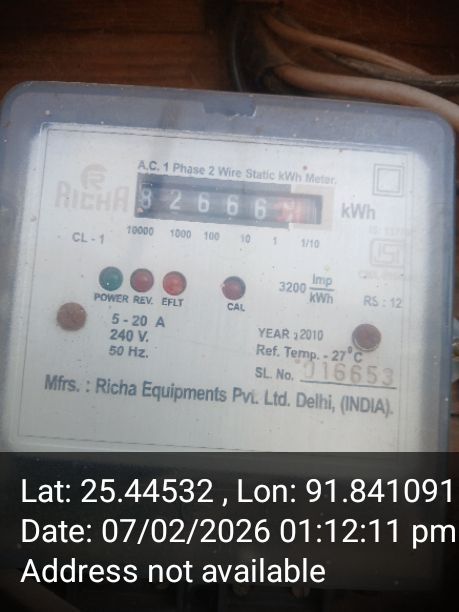 A.C. 1 Phase 2 Wire Static kWh Meter.
RICHA
8 2 6 6 6
kWh
10000 1000 100 10 1 1/10
CL - 1
POWER REV. EFLT
CAL
3200 Imp
kWh
RS : 12
5 - 20 A
240 V.
50 Hz.
YEAR : 2010
Ref. Temp. - 27°C
SL. No. 016653
Mfrs. : Richa Equipments Pvt. Ltd. Delhi, (INDIA).
Lat: 25.44532 , Lon: 91.841091
Date: 07/02/2026 01:12:11 pm
Address not available